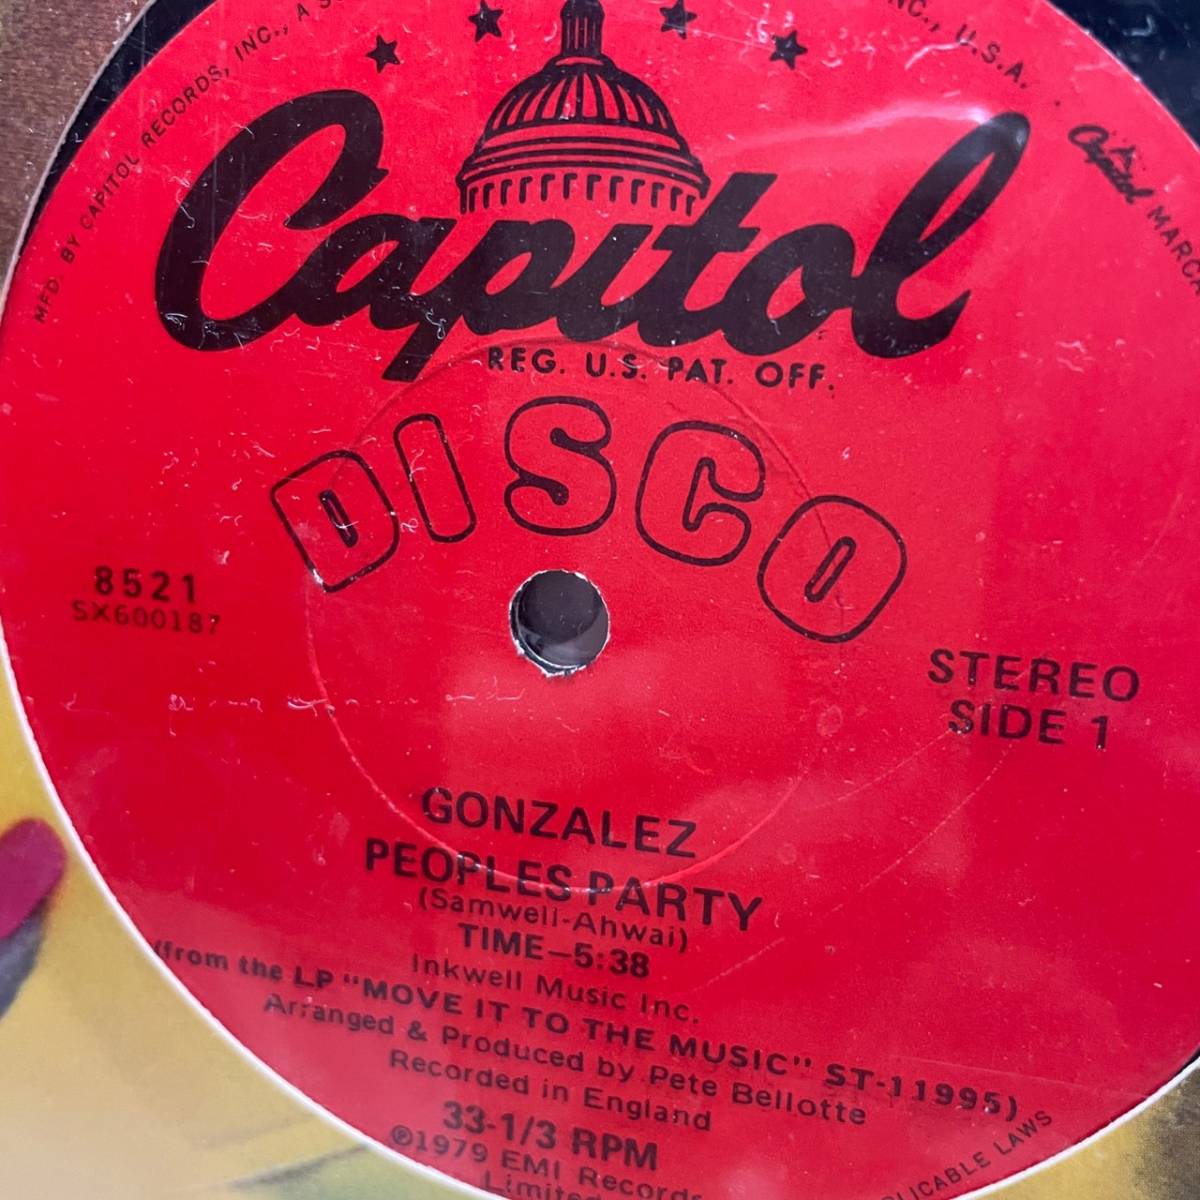 MFD. BY CAPITOL RECORDS, INC., A
INC., U.S.A.
Capitol
Capitol
REG. U.S. PAT. OFF.
DISCO
8521
SX600187
STEREO
SIDE 1
GONZALEZ
PEOPLES PARTY
(Samwell-Ahwai)
TIME—5:38
Inkwell Music Inc.
(from the LP "MOVE IT TO THE MUSIC" ST-11995)
Arranged & Produced by Pete Bellotte
Recorded in England
33-1/3 RPM
℗1979 EMI Records
Limited
LAWS